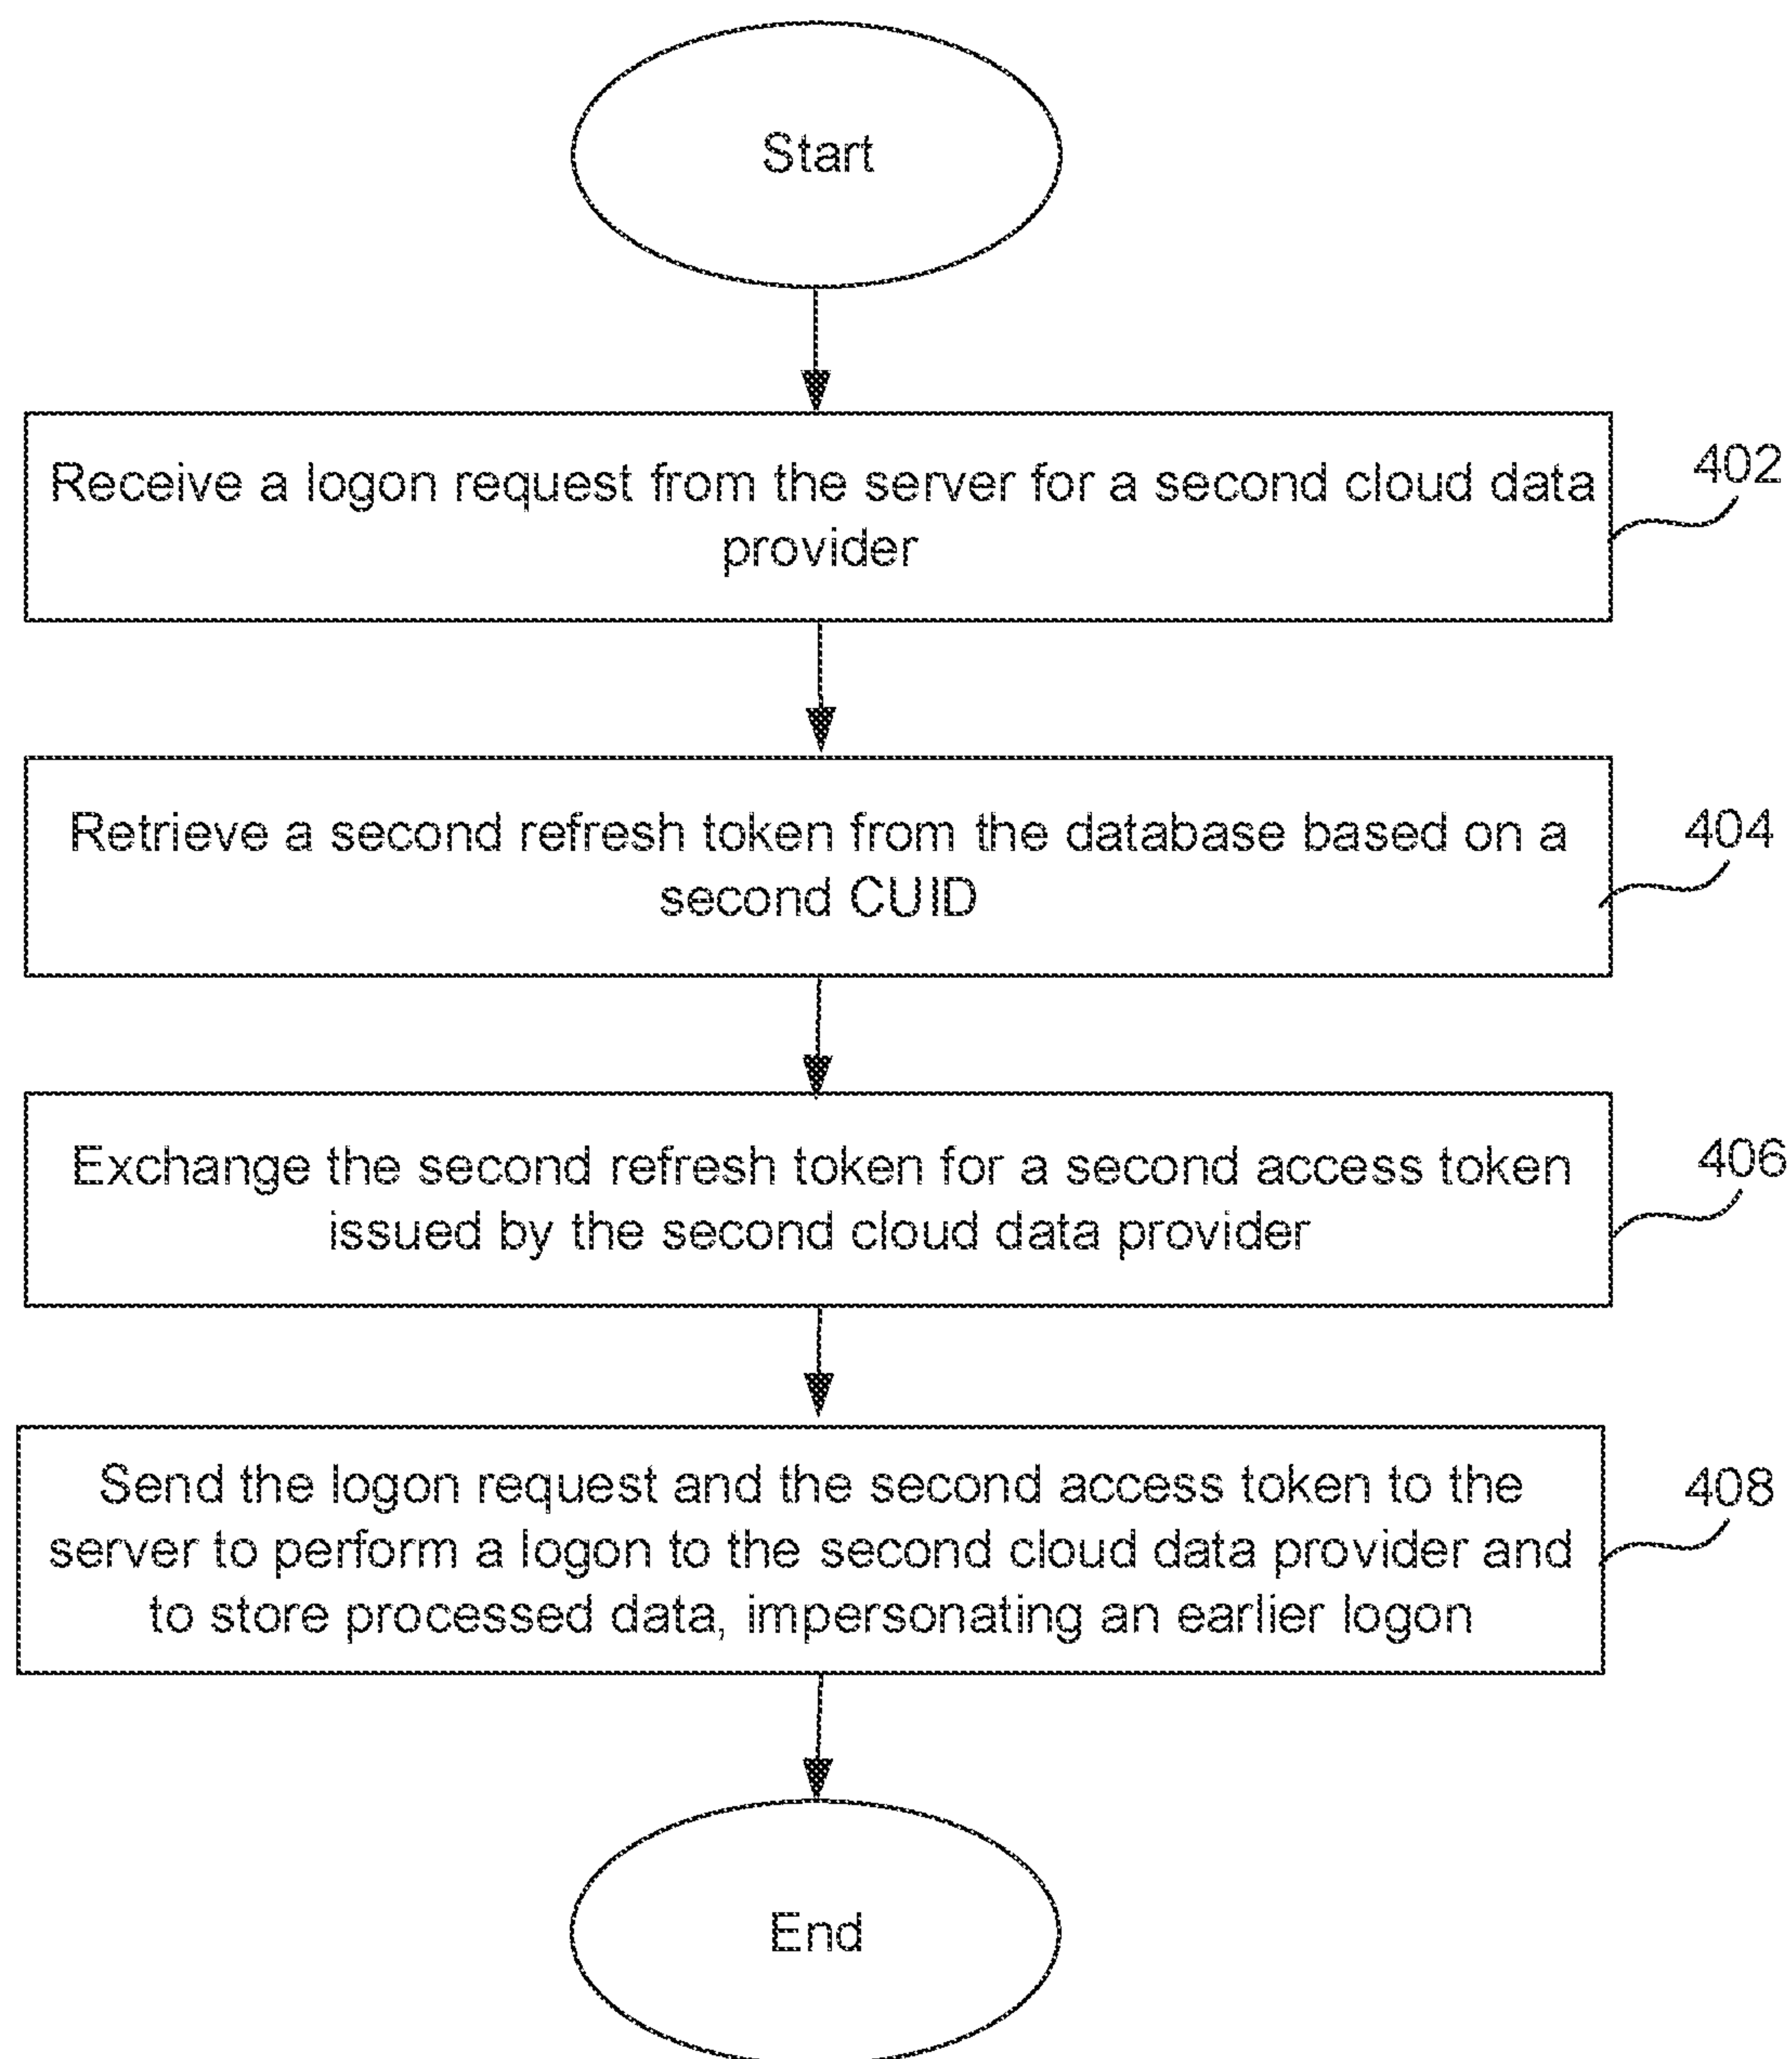 Start
Receive a logon request from the server for a second cloud data
provider
402
Retrieve a second refresh token from the database based on a
second CUID
404
Exchange the second refresh token for a second access token
issued by the second cloud data provider
406
Send the logon request and the second access token to the
server to perform a logon to the second cloud data provider and
to store processed data, impersonating an earlier logon
408
End